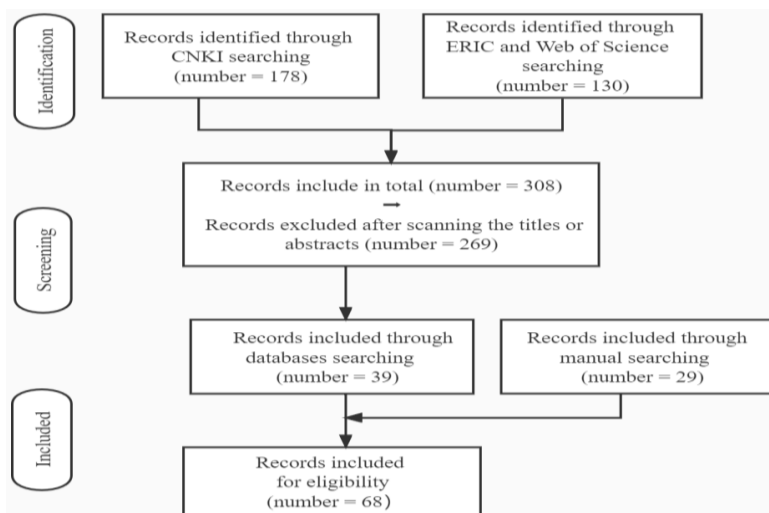 Identification
Records identified through
CNKI searching
(number = 178)
Records identified through
ERIC and Web of Science
searching
(number = 130)
Screening
Records include in total (number = 308)
→
Records excluded after scanning the titles or
abstracts (number = 269)
Records included through
databases searching
(number = 39)
Records included through
manual searching
(number = 29)
Included
Records included
for eligibility
(number = 68)